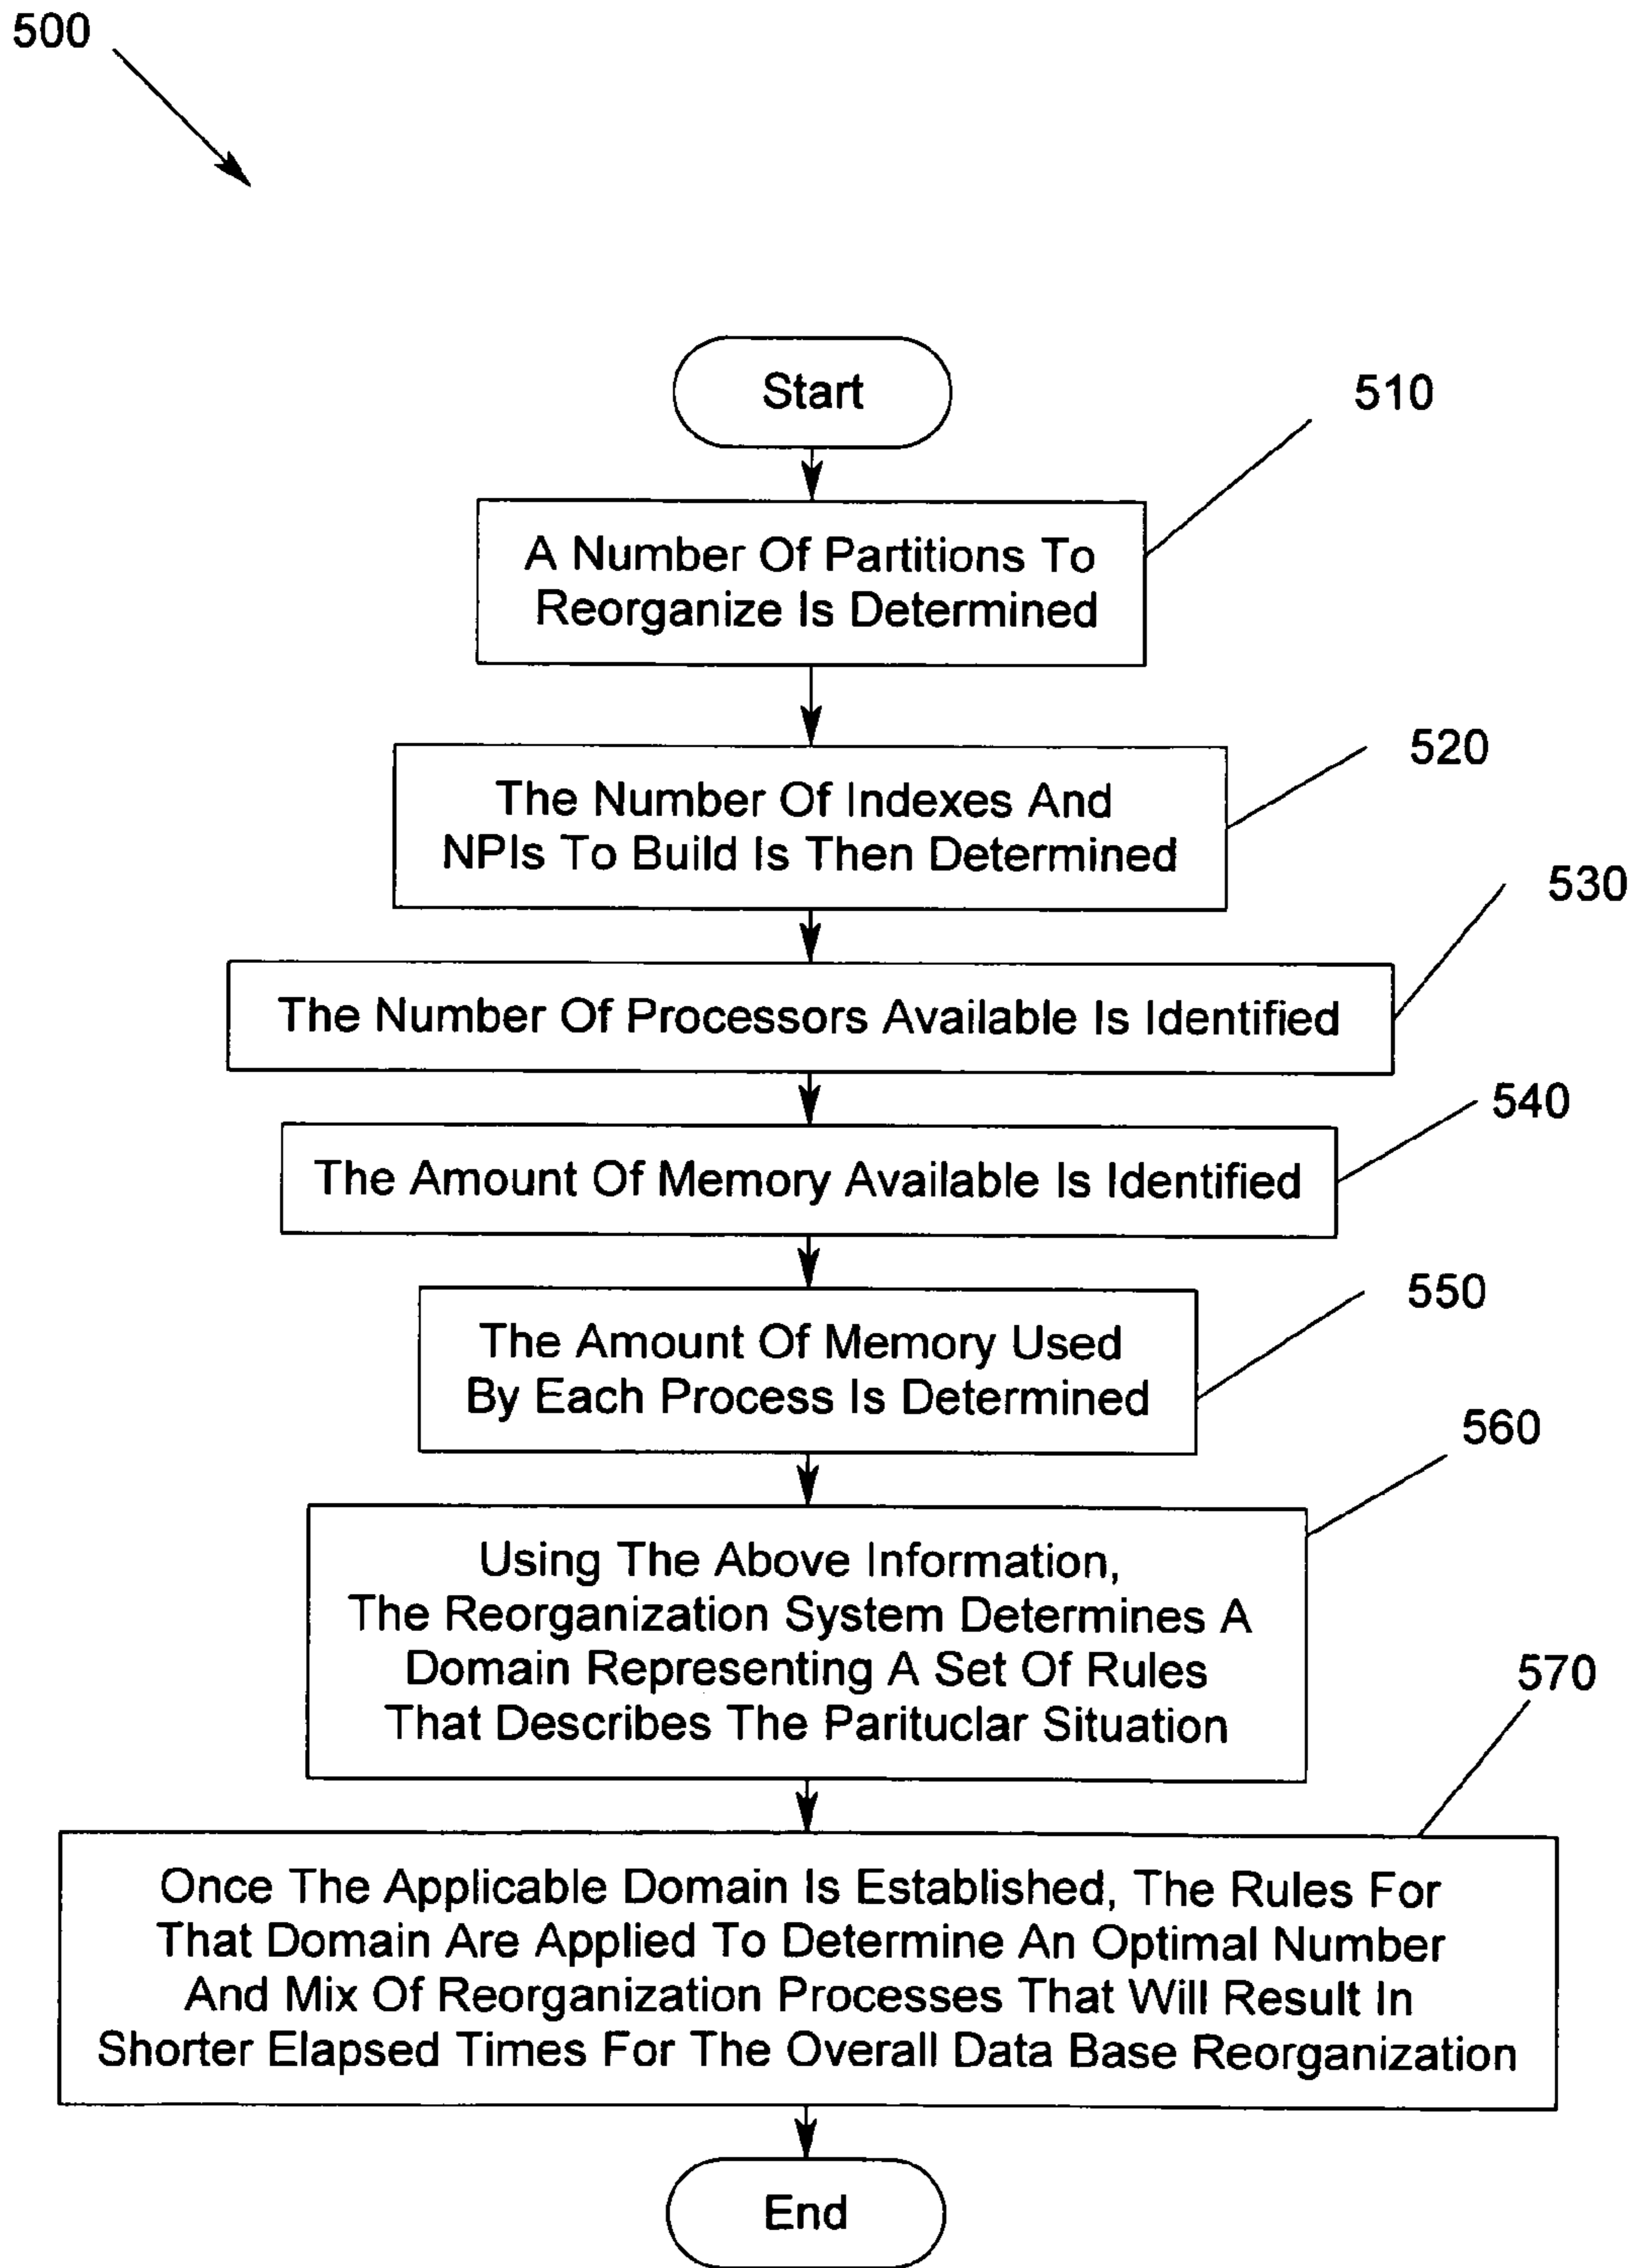 500
Start
510
A Number Of Partitions To
Reorganize Is Determined
520
The Number Of Indexes And
NPIs To Build Is Then Determined
530
The Number Of Processors Available Is Identified
540
The Amount Of Memory Available Is Identified
550
The Amount Of Memory Used
By Each Process Is Determined
560
Using The Above Information,
The Reorganization System Determines A
Domain Representing A Set Of Rules
That Describes The Parituclar Situation
570
Once The Applicable Domain Is Established, The Rules For
That Domain Are Applied To Determine An Optimal Number
And Mix Of Reorganization Processes That Will Result In
Shorter Elapsed Times For The Overall Data Base Reorganization
End